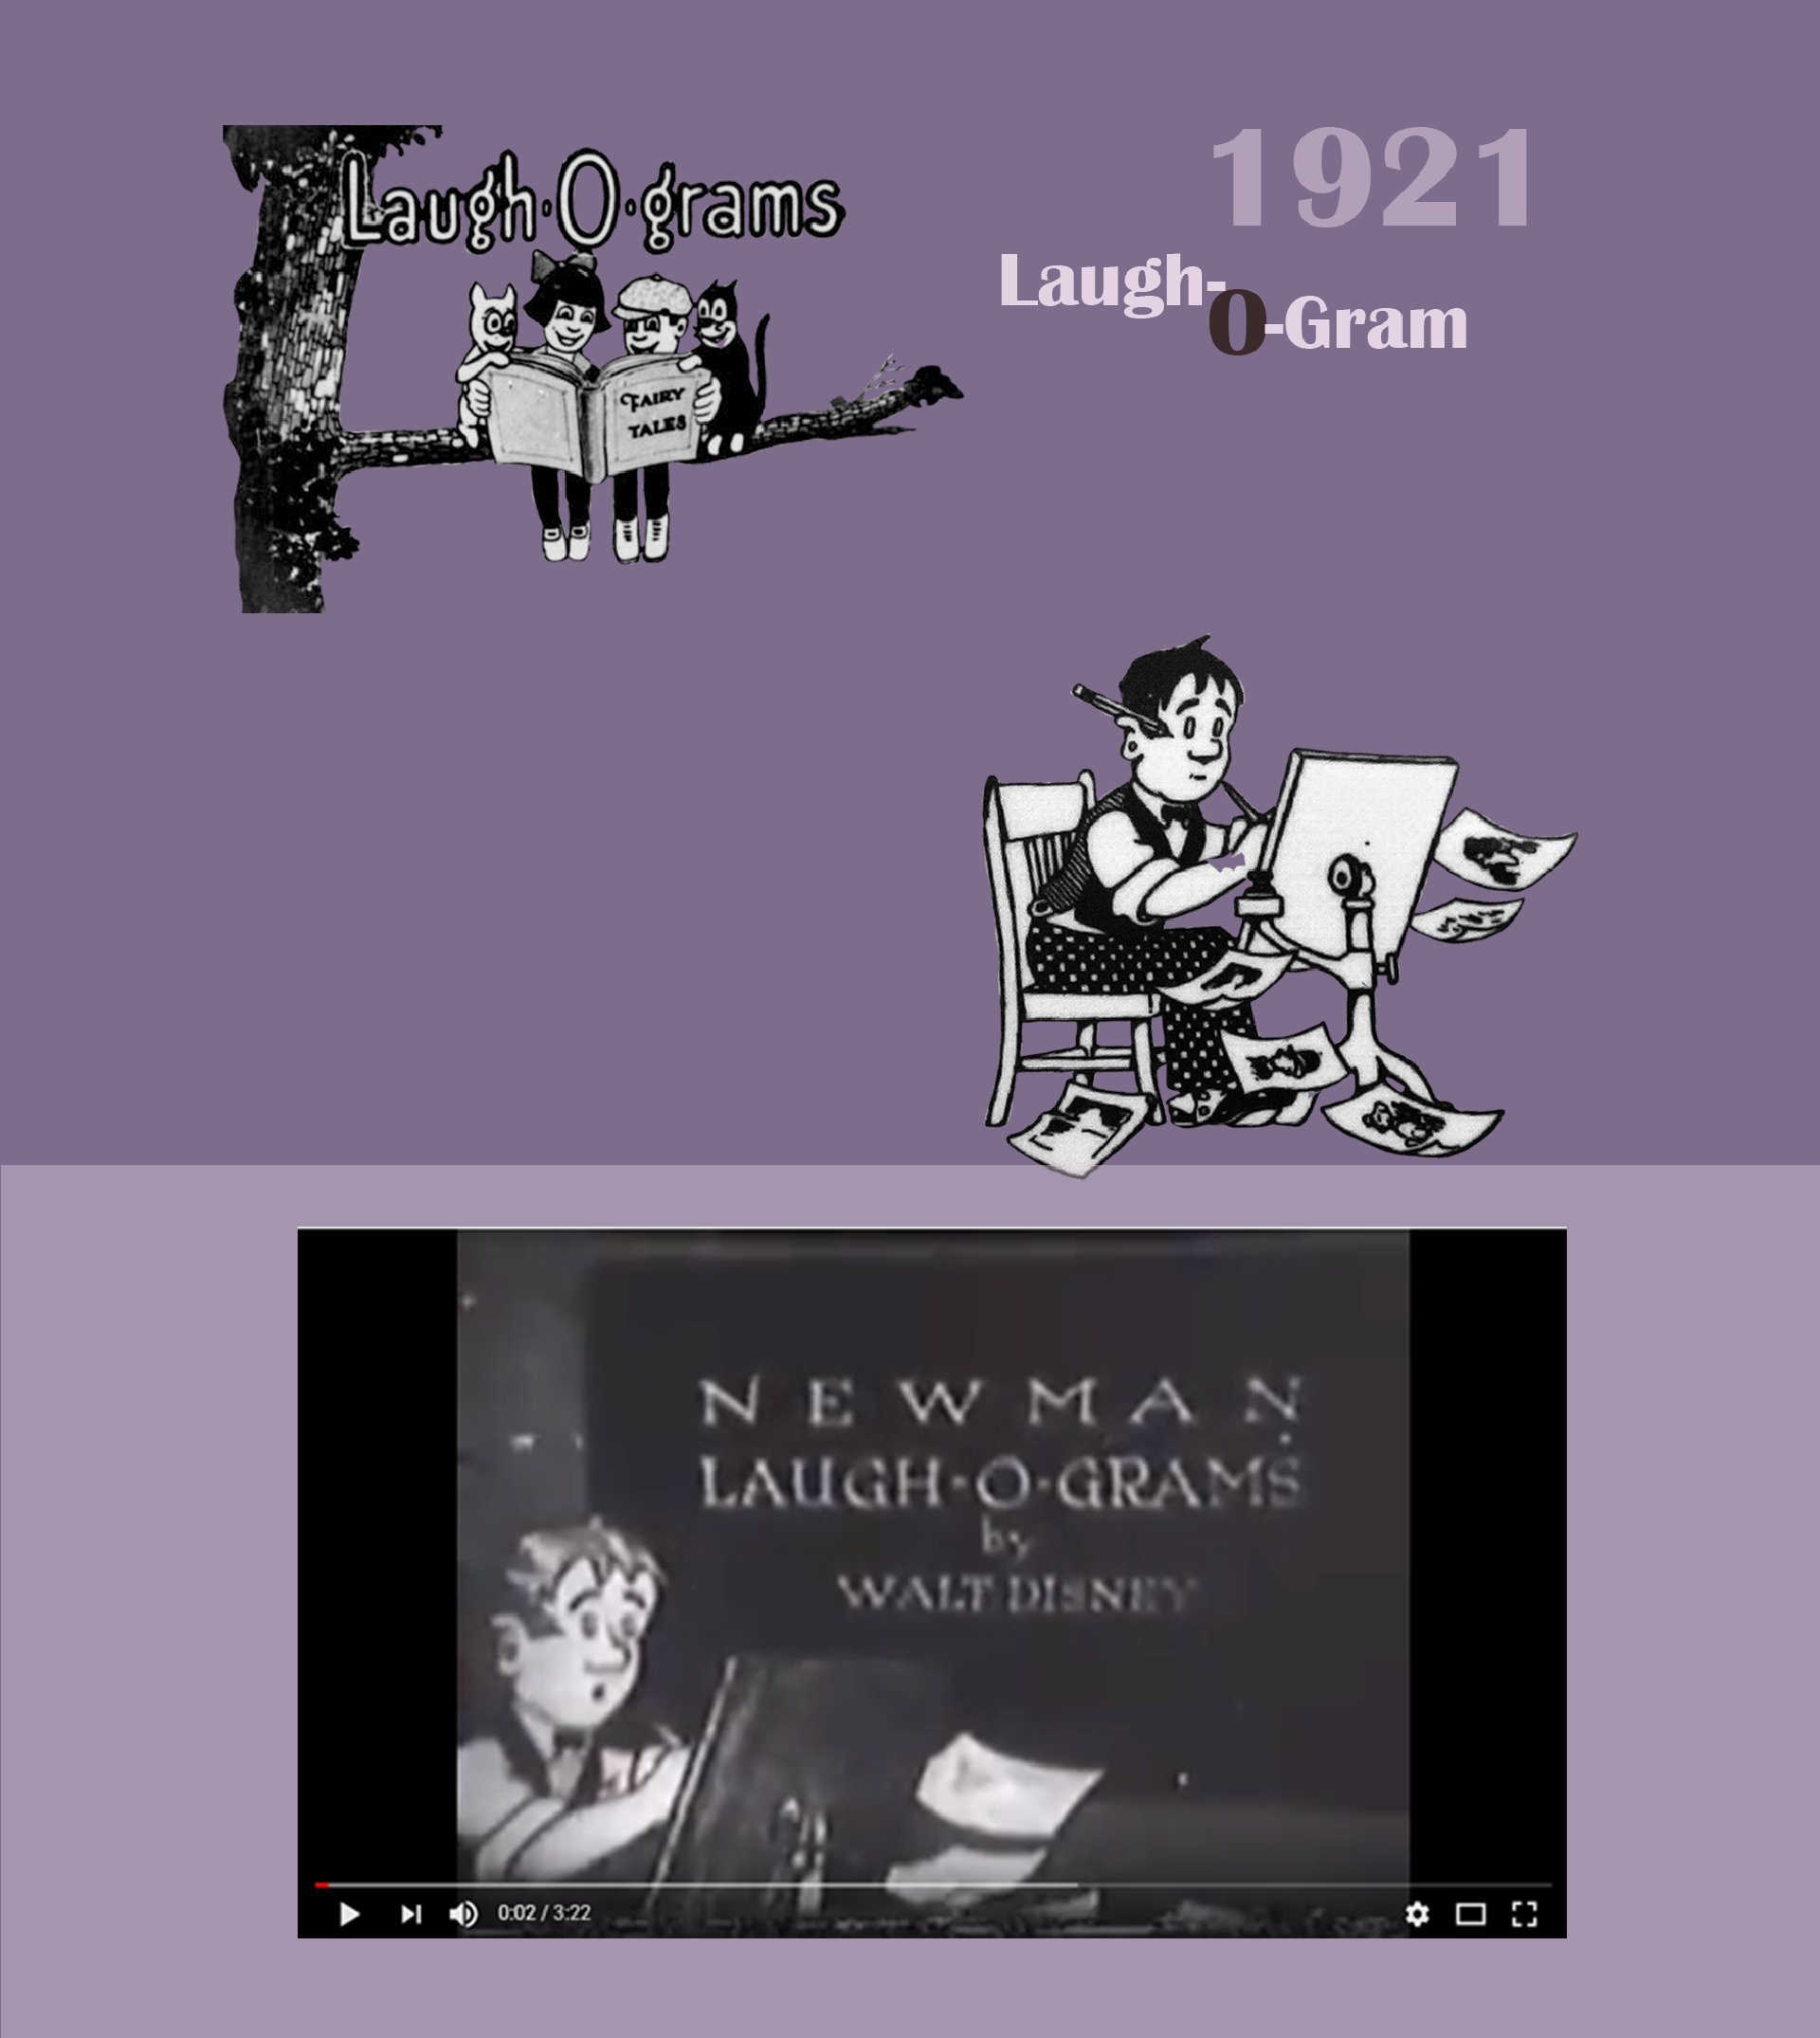 Laugh·O·grams
FAIRY
TALES
1921
Laugh-
O-Gram
NEWMAN
LAUGH·O·GRAMS
by
WALT DISNEY
0:02 / 3:22